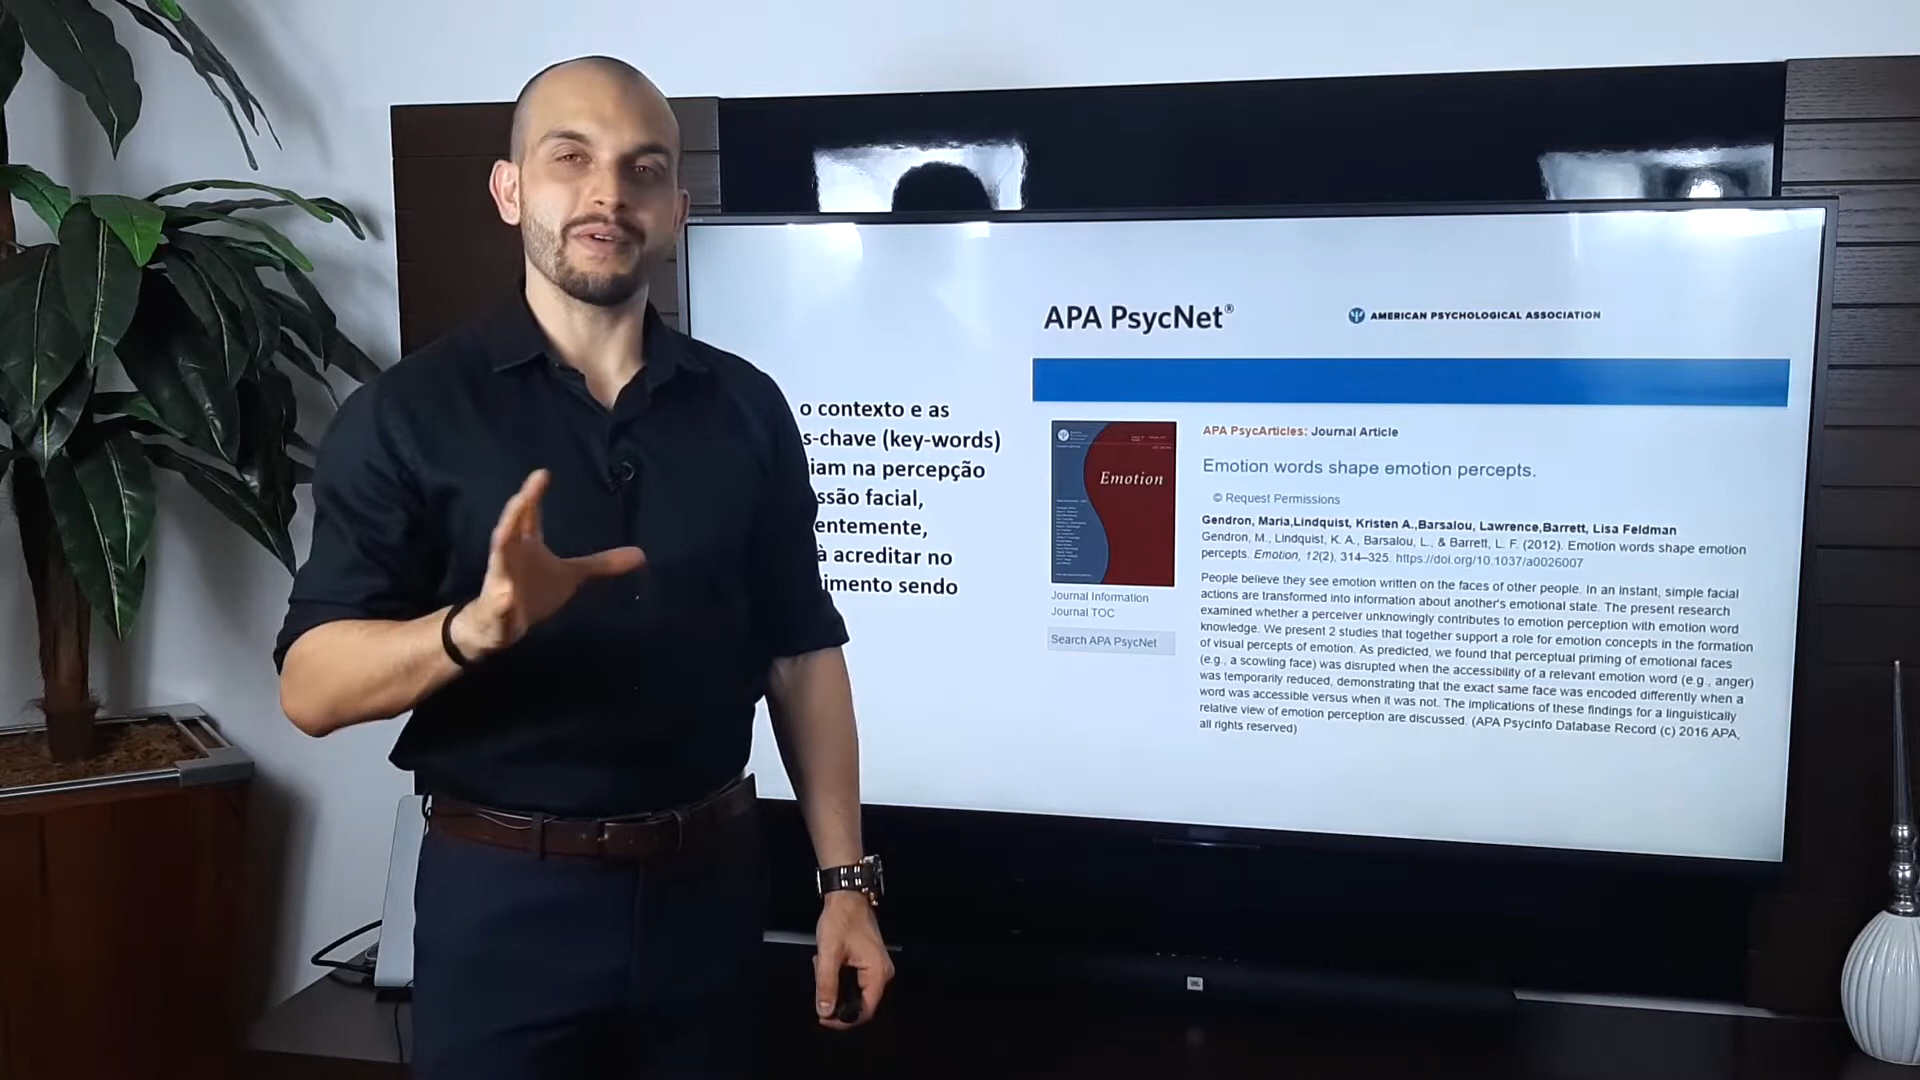 APA PsycNet®
AMERICAN PSYCHOLOGICAL ASSOCIATION
o contexto e as
s-chave (key-words)
iam na percepção
ssão facial,
entemente,
à acreditar no
imento sendo
Emotion
Journal Information
Journal TOC
Search APA PsycNet
APA PsycArticles: Journal Article
Emotion words shape emotion percepts.
© Request Permissions
Gendron, Maria,Lindquist, Kristen A.,Barsalou, Lawrence,Barrett, Lisa Feldman
Gendron, M., Lindquist, K. A., Barsalou, L., & Barrett, L. F. (2012). Emotion words shape emotion
percepts. Emotion, 12(2), 314–325. https://doi.org/10.1037/a0026007
People believe they see emotion written on the faces of other people. In an instant, simple facial
actions are transformed into information about another's emotional state. The present research
examined whether a perceiver unknowingly contributes to emotion perception with emotion word
knowledge. We present 2 studies that together support a role for emotion concepts in the formation
of visual percepts of emotion. As predicted, we found that perceptual priming of emotional faces
(e.g., a scowling face) was disrupted when the accessibility of a relevant emotion word (e.g., anger)
was temporarily reduced, demonstrating that the exact same face was encoded differently when a
word was accessible versus when it was not. The implications of these findings for a linguistically
relative view of emotion perception are discussed. (APA PsycInfo Database Record (c) 2016 APA,
all rights reserved)
JBL